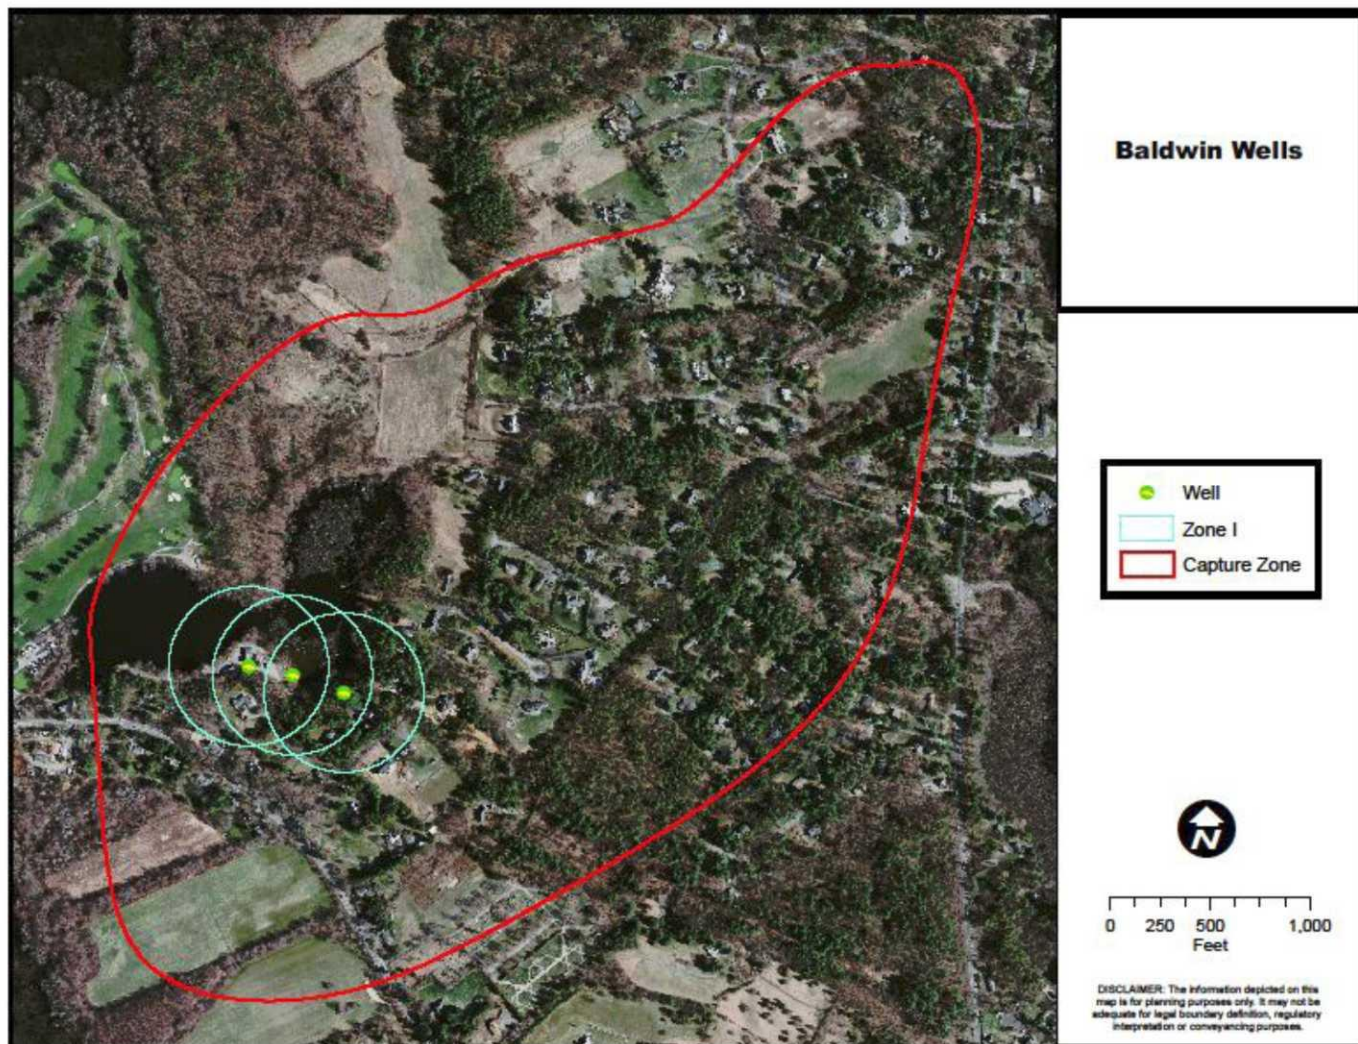 Baldwin Wells
Well
Zone I
Capture Zone
N
0 250 500 1,000
Feet
DISCLAIMER: The information depicted on this
map is for planning purposes only. It may not be
adequate for legal boundary definition, regulatory
interpretation or conveyancing purposes.